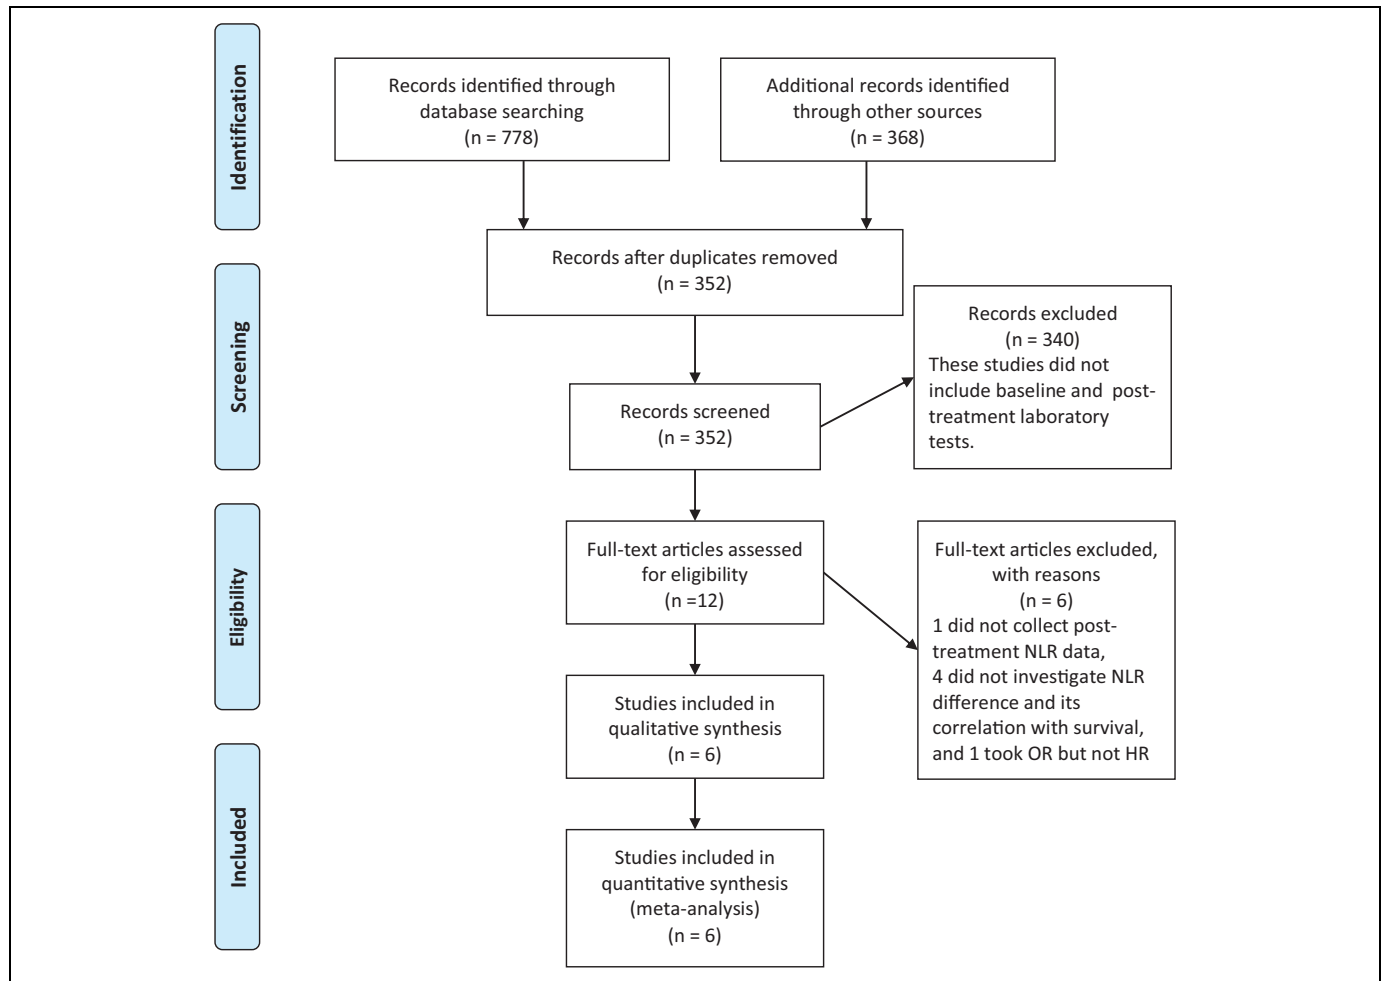 Identification
Records identified through
database searching
(n = 778)
Additional records identified
through other sources
(n = 368)
Records after duplicates removed
(n = 352)
Screening
Records screened
(n = 352)
Records excluded
(n = 340)
These studies did not
include baseline and post-
treatment laboratory
tests.
Eligibility
Full-text articles assessed
for eligibility
(n =12)
Full-text articles excluded,
with reasons
(n = 6)
1 did not collect post-
treatment NLR data,
4 did not investigate NLR
difference and its
correlation with survival,
and 1 took OR but not HR
Studies included in
qualitative synthesis
(n = 6)
Included
Studies included in
quantitative synthesis
(meta-analysis)
(n = 6)